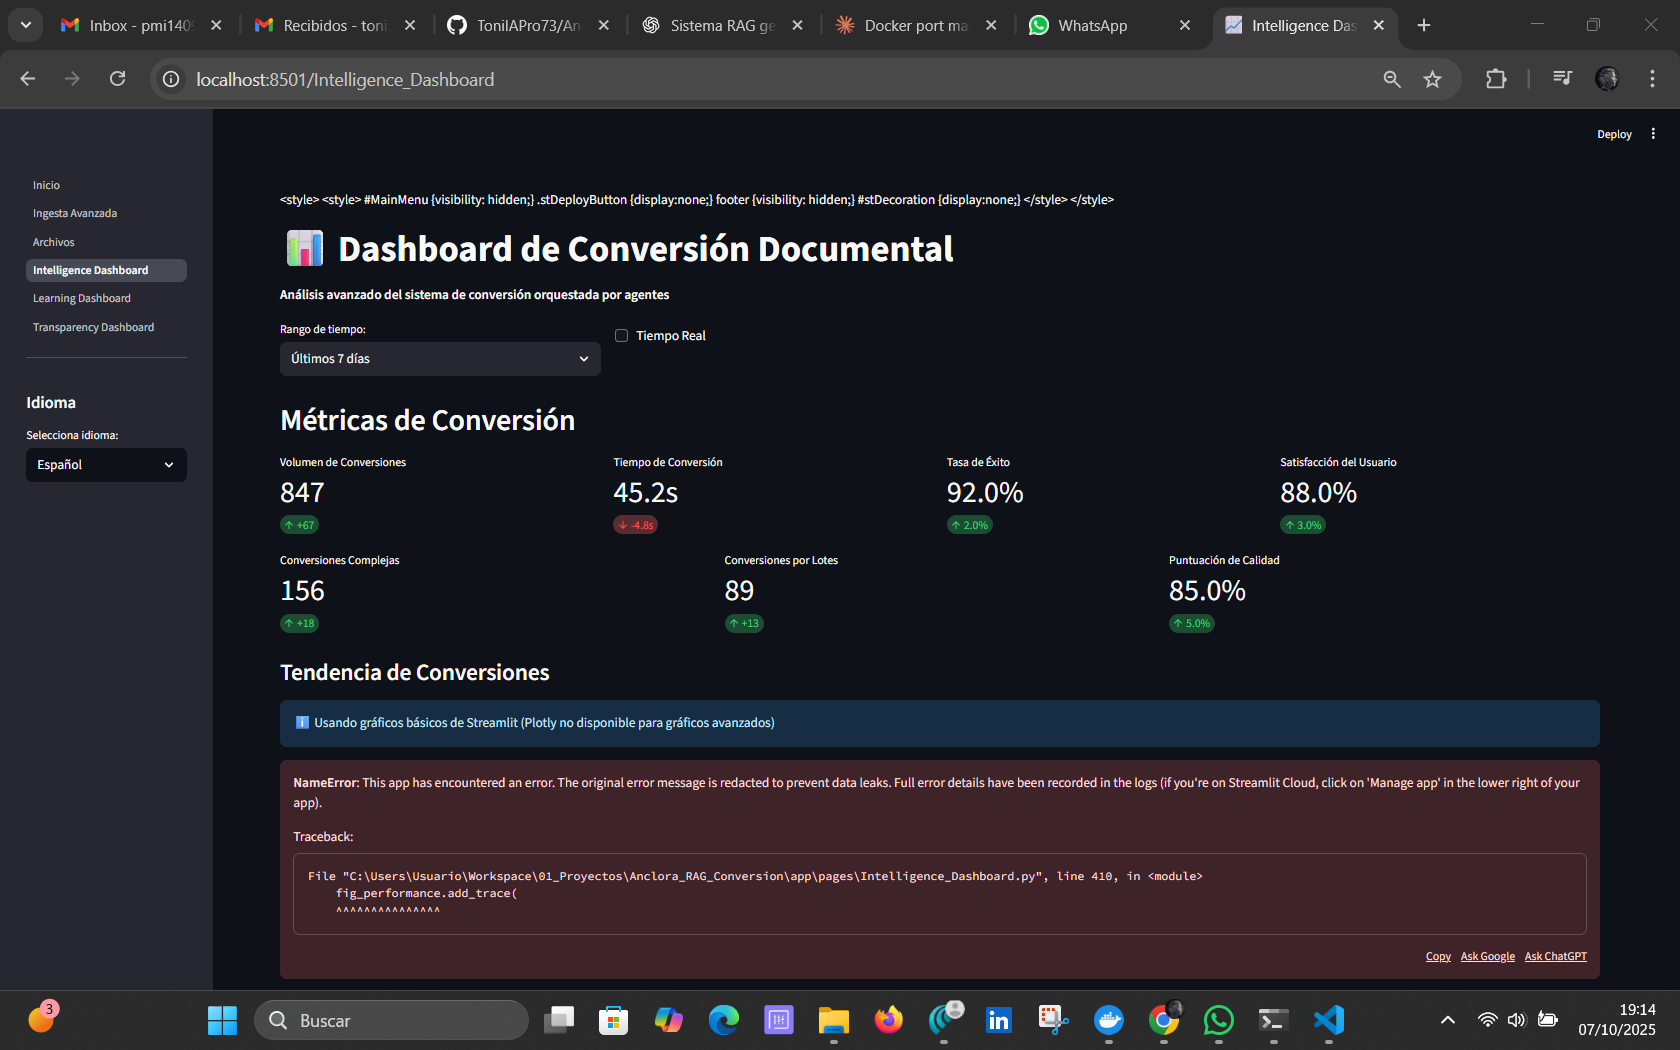 Inbox - pmi140
Recibidos - toni.
ToniIAPro73/An
Sistema RAG ge
Docker port ma
WhatsApp
Intelligence Das
localhost:8501/Intelligence_Dashboard
Deploy
Inicio
Ingesta Avanzada
Archivos
Intelligence Dashboard
Learning Dashboard
Transparency Dashboard
Idioma
Selecciona idioma:
Español
<style> <style> #MainMenu {visibility: hidden;} .stDeployButton {display:none;} footer {visibility: hidden;} #stDecoration {display:none;} </style> </style>
Dashboard de Conversión Documental
Análisis avanzado del sistema de conversión orquestada por agentes
Rango de tiempo:
Últimos 7 días
Tiempo Real
Métricas de Conversión
Volumen de Conversiones
847
↑ +67
Tiempo de Conversión
45.2s
↓ -4.8s
Tasa de Éxito
92.0%
↑ 2.0%
Satisfacción del Usuario
88.0%
↑ 3.0%
Conversiones Complejas
156
↑ +18
Conversiones por Lotes
89
↑ +13
Puntuación de Calidad
85.0%
↑ 5.0%
Tendencia de Conversiones
ℹ️ Usando gráficos básicos de Streamlit (Plotly no disponible para gráficos avanzados)
NameError: This app has encountered an error. The original error message is redacted to prevent data leaks. Full error details have been recorded in the logs (if you're on Streamlit Cloud, click on 'Manage app' in the lower right of your
app).
Traceback:
File "C:\Users\Usuario\Workspace\01_Proyectos\Anclora_RAG_Conversion\app\pages\Intelligence_Dashboard.py", line 410, in <module>
fig_performance.add_trace(
^^^^^^^^^^^^^^^
Copy
Ask Google
Ask ChatGPT
3
Buscar
19:14
07/10/2025